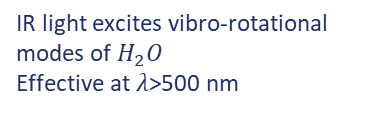 IR light excites vibro-rotational
modes of H₂O
Effective at λ>500 nm